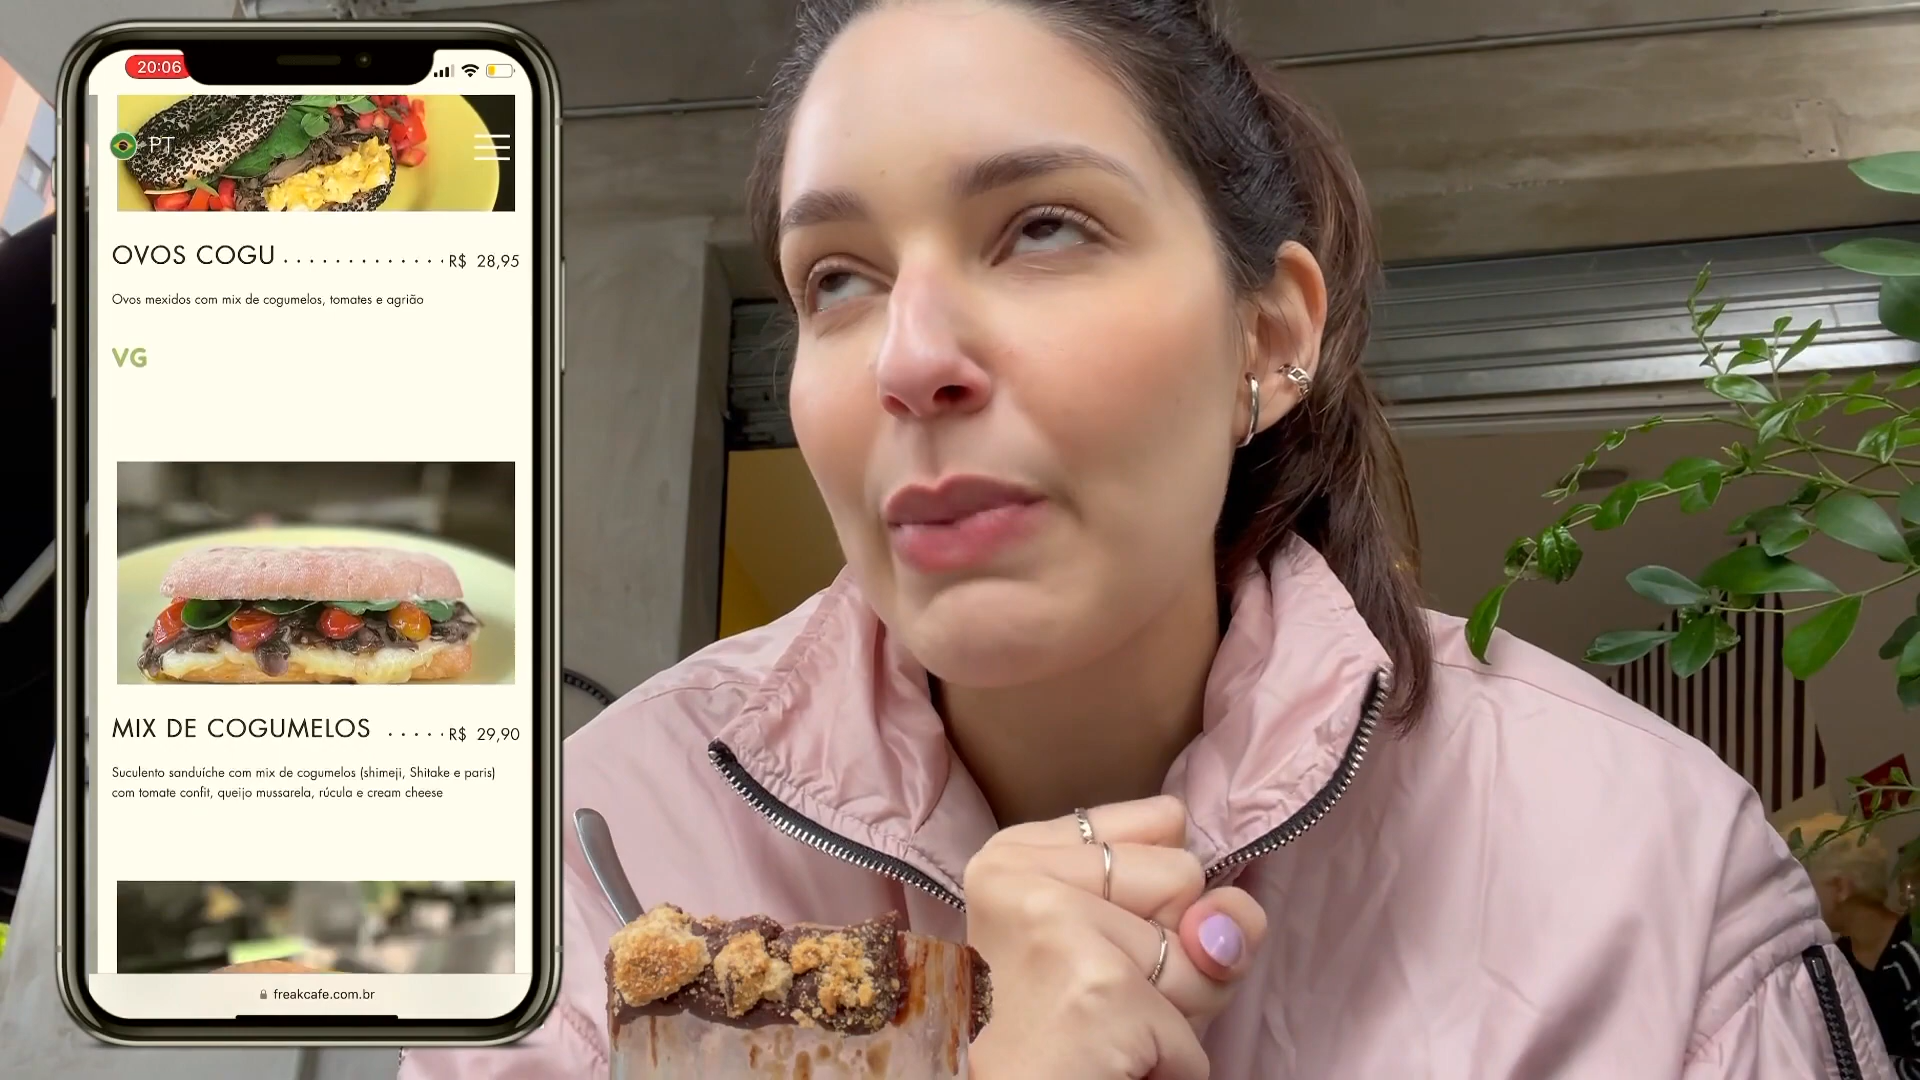 20:06
PT
OVOS COGU . . . . . . . . . . . . . R$ 28,95
Ovos mexidos com mix de cogumelos, tomates e agrião
VG
MIX DE COGUMELOS . . . . . R$ 29,90
Suculento sanduíche com mix de cogumelos (shimeji, Shitake e paris)
com tomate confit, queijo mussarela, rúcula e cream cheese
freakcafe.com.br